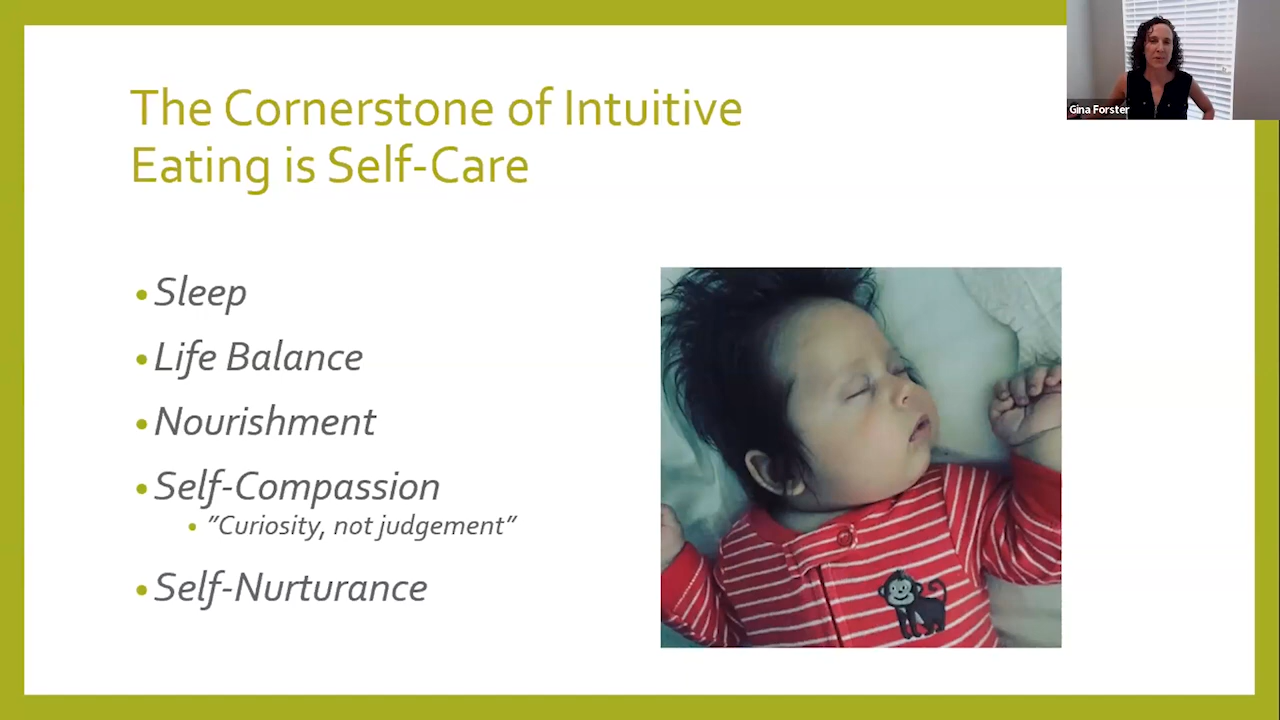 Gina Forster
The Cornerstone of Intuitive
Eating is Self-Care
• Sleep
• Life Balance
• Nourishment
• Self-Compassion
• ”Curiosity, not judgement”
• Self-Nurturance